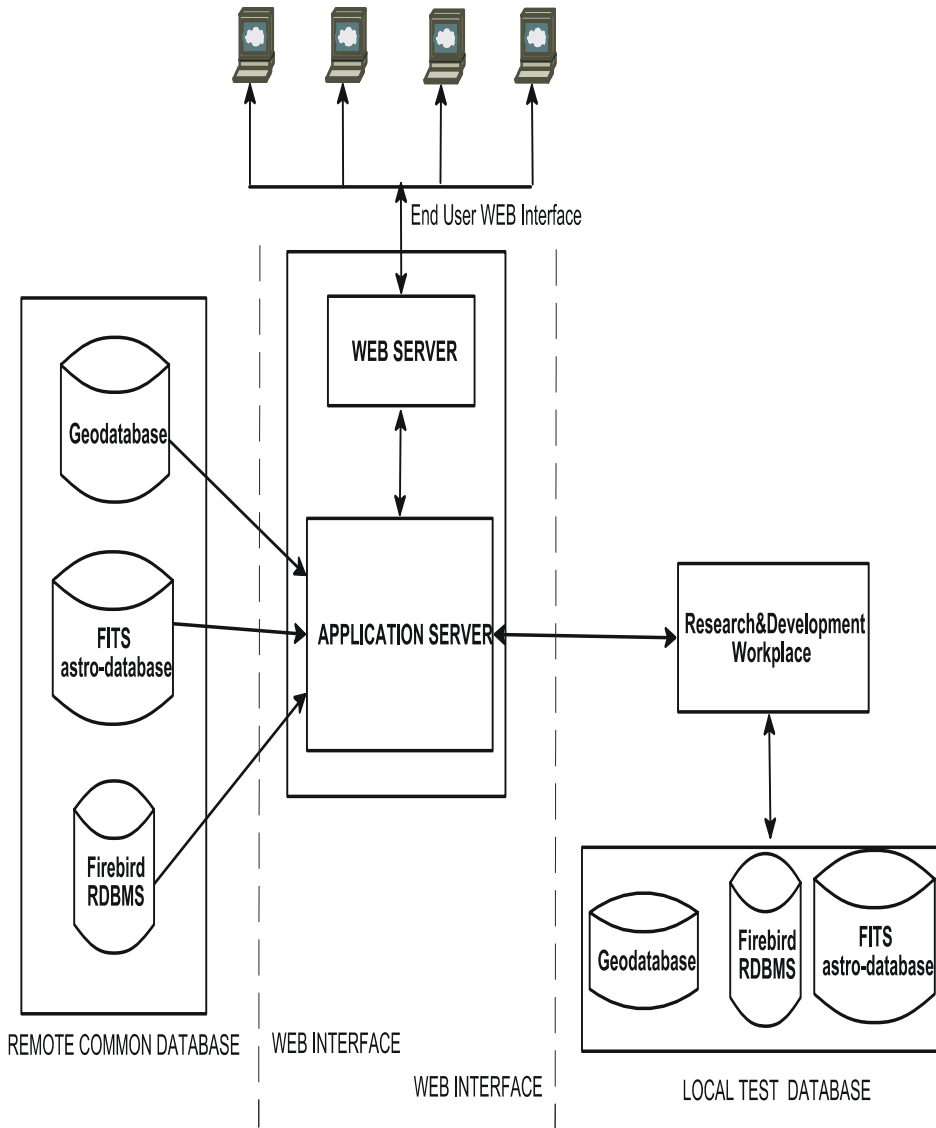 End User WEB Interface
WEB SERVER
Geodatabase
FITS
astro-database
APPLICATION SERVER
Research&Development
Workplace
Firebird
RDBMS
Geodatabase
Firebird
RDBMS
FITS
astro-database
REMOTE COMMON DATABASE
WEB INTERFACE
WEB INTERFACE
LOCAL TEST DATABASE